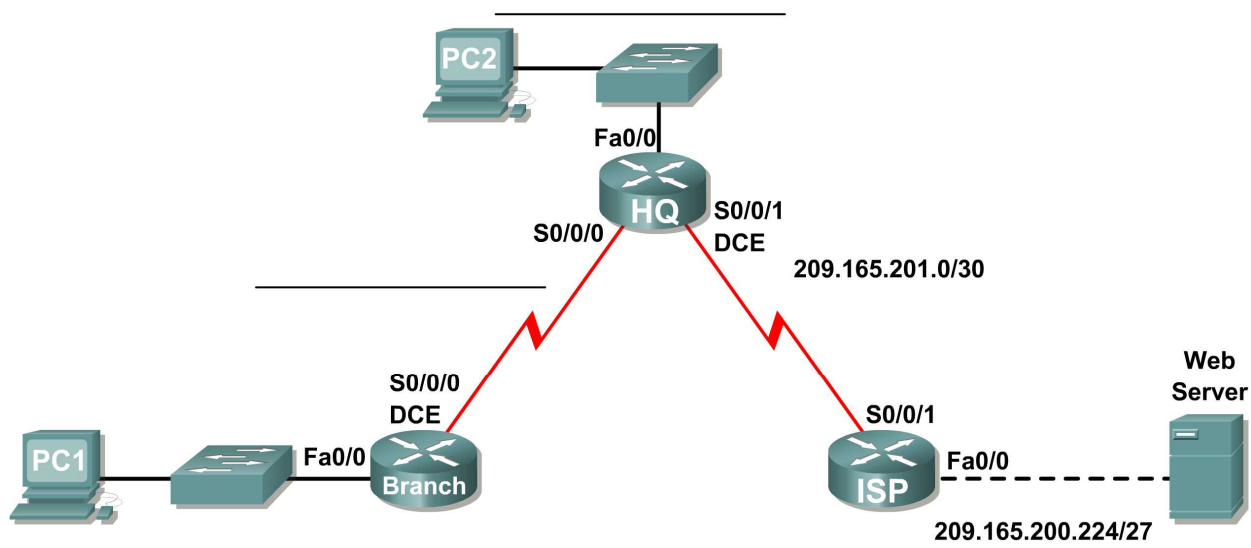 PC2
Fa0/0
HQ
S0/0/1
DCE
S0/0/0
209.165.201.0/30
S0/0/0
DCE
Web
Server
S0/0/1
PC1
Fa0/0
Branch
ISP
Fa0/0
209.165.200.224/27